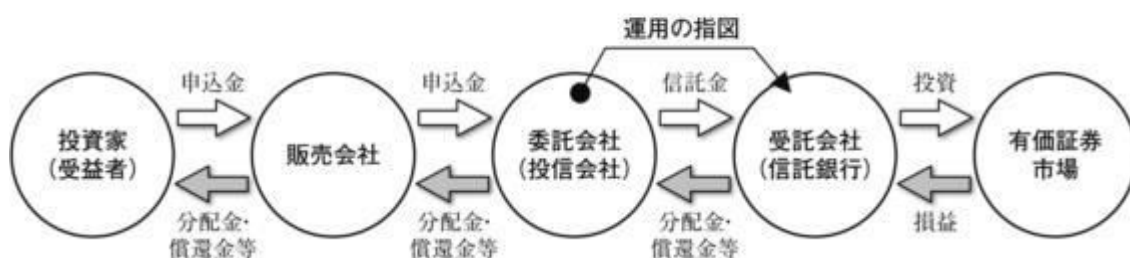 運用の指図
申込金
申込金
信託金
投資
投資家
(受益者)
販売会社
委託会社
(投信会社)
受託会社
(信託銀行)
有価証券
市場
分配金・
償還金等
分配金・
償還金等
分配金・
償還金等
損益